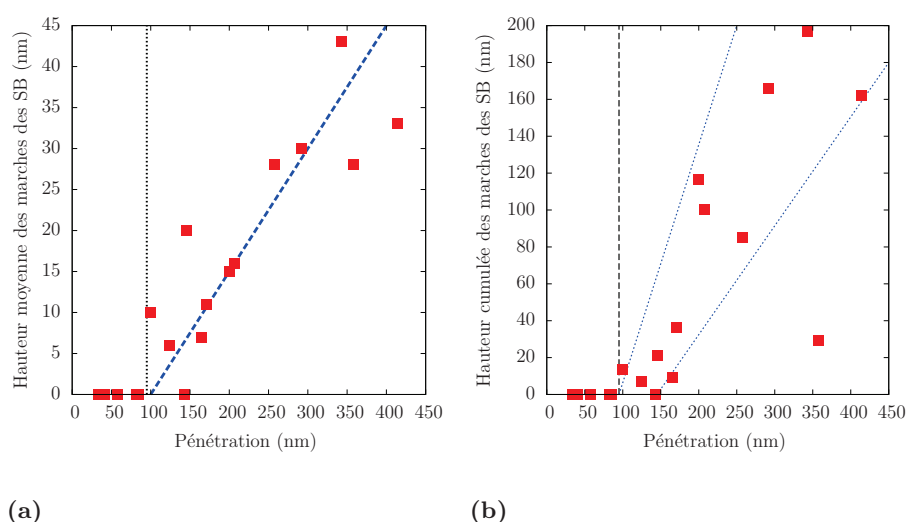 45
40
35
30
25
20
15
10
5
0
0 50 100 150 200 250 300 350 400 450
Hauteur moyenne des marches des SB (nm)
Pénétration (nm)
200
180
160
140
120
100
80
60
40
20
0
0 50 100 150 200 250 300 350 400 450
Hauteur cumulée des marches des SB (nm)
Pénétration (nm)
(a)
(b)